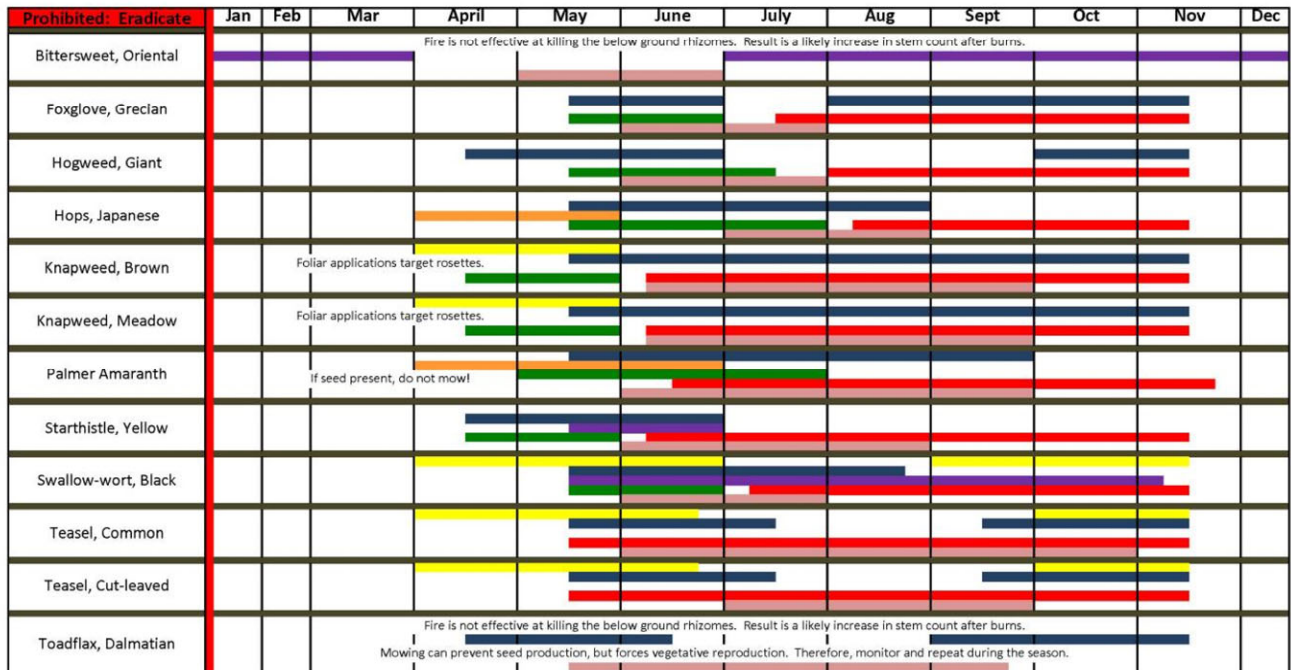 Prohibited: Eradicate Jan Feb Mar April May June July Aug Sept Oct Nov Dec
Fire is not effective at killing the below ground rhizomes. Result is a likely increase in stem count after burns.
Bittersweet, Oriental
Foxglove, Grecian
Hogweed, Giant
Hops, Japanese
Knapweed, Brown
Foliar applications target rosettes.
Knapweed, Meadow
Foliar applications target rosettes.
Palmer Amaranth
If seed present, do not mow!
Starthistle, Yellow
Swallow-wort, Black
Teasel, Common
Teasel, Cut-leaved
Fire is not effective at killing the below ground rhizomes. Result is a likely increase in stem count after burns.
Toadflax, Dalmatian
Mowing can prevent seed production, but forces vegetative reproduction. Therefore, monitor and repeat during the season.